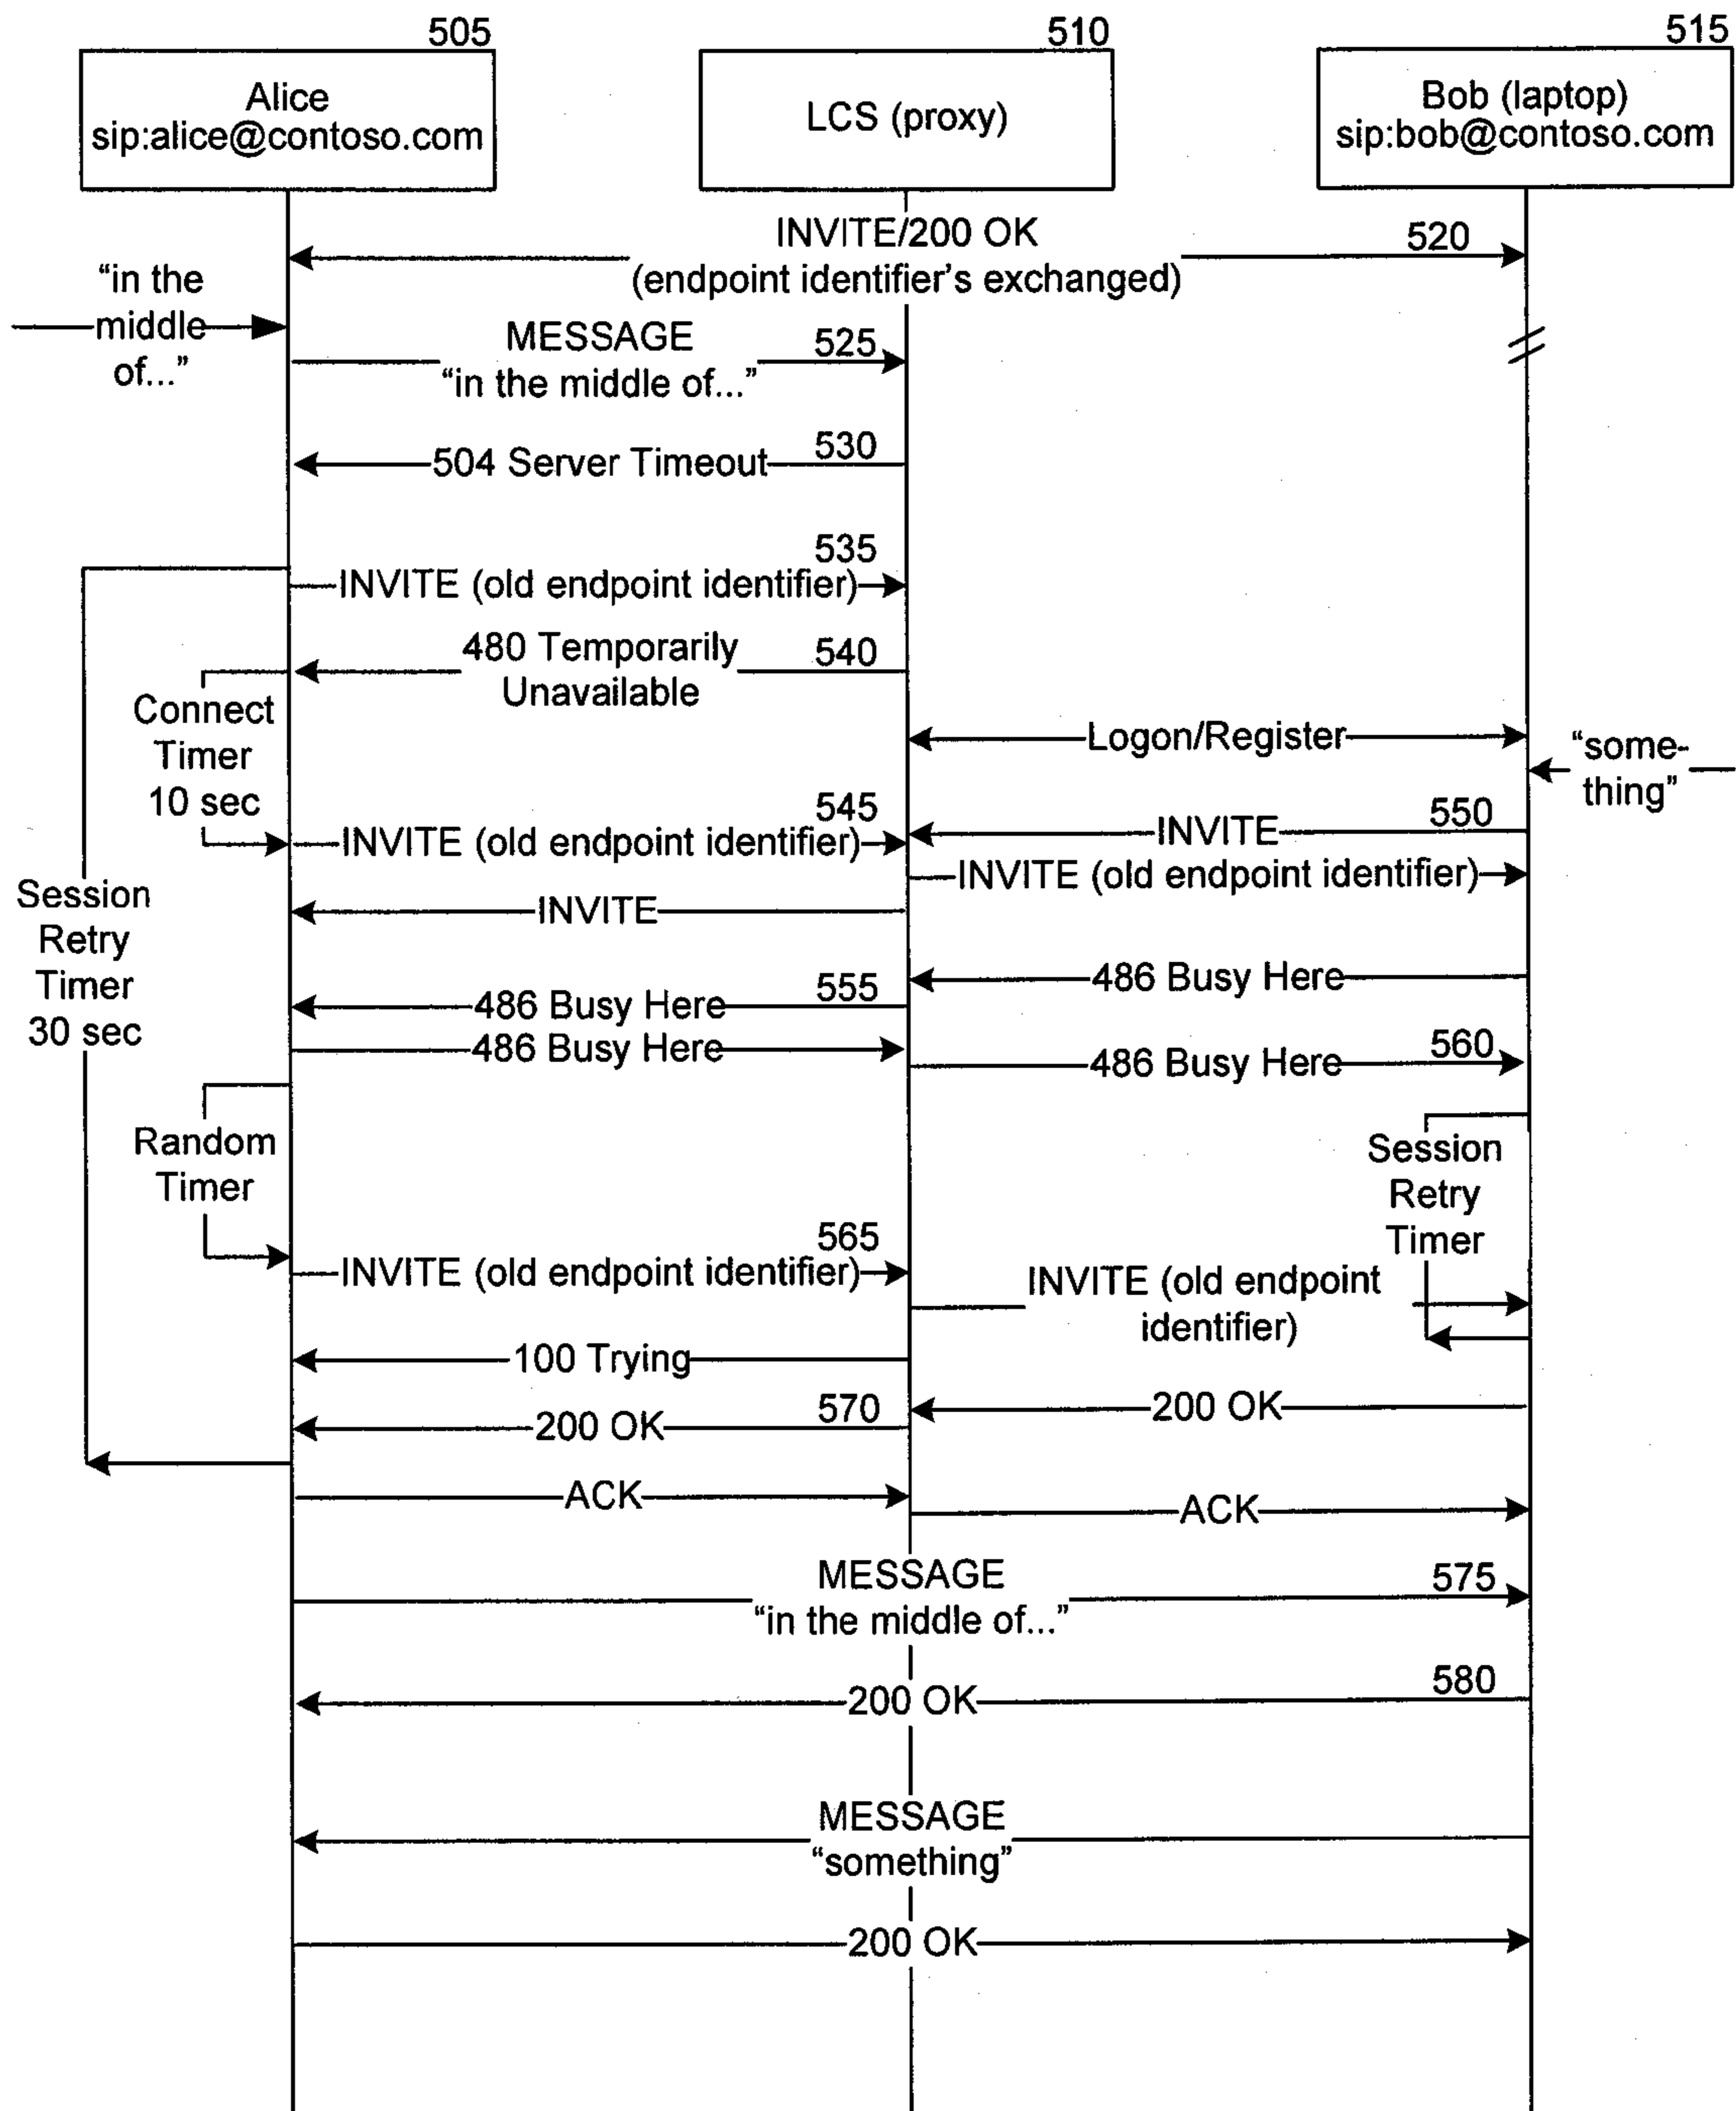 505
510
515
Alice
sip:alice@contoso.com
LCS (proxy)
Bob (laptop)
sip:bob@contoso.com
INVITE/200 OK
520
(endpoint identifier's exchanged)
“in the
middle
of...”
MESSAGE
525
“in the middle of...”
504 Server Timeout
530
535
INVITE (old endpoint identifier)
480 Temporarily
540
Unavailable
Connect
Timer
10 sec
Logon/Register
“some-
thing”
545
INVITE (old endpoint identifier)
INVITE
550
INVITE (old endpoint identifier)
INVITE
Session
Retry
Timer
30 sec
486 Busy Here
486 Busy Here
555
486 Busy Here
486 Busy Here
560
Random
Timer
Session
Retry
Timer
565
INVITE (old endpoint identifier)
INVITE (old endpoint
identifier)
100 Trying
200 OK
570
200 OK
ACK
ACK
MESSAGE
575
“in the middle of...”
580
200 OK
MESSAGE
“something”
200 OK